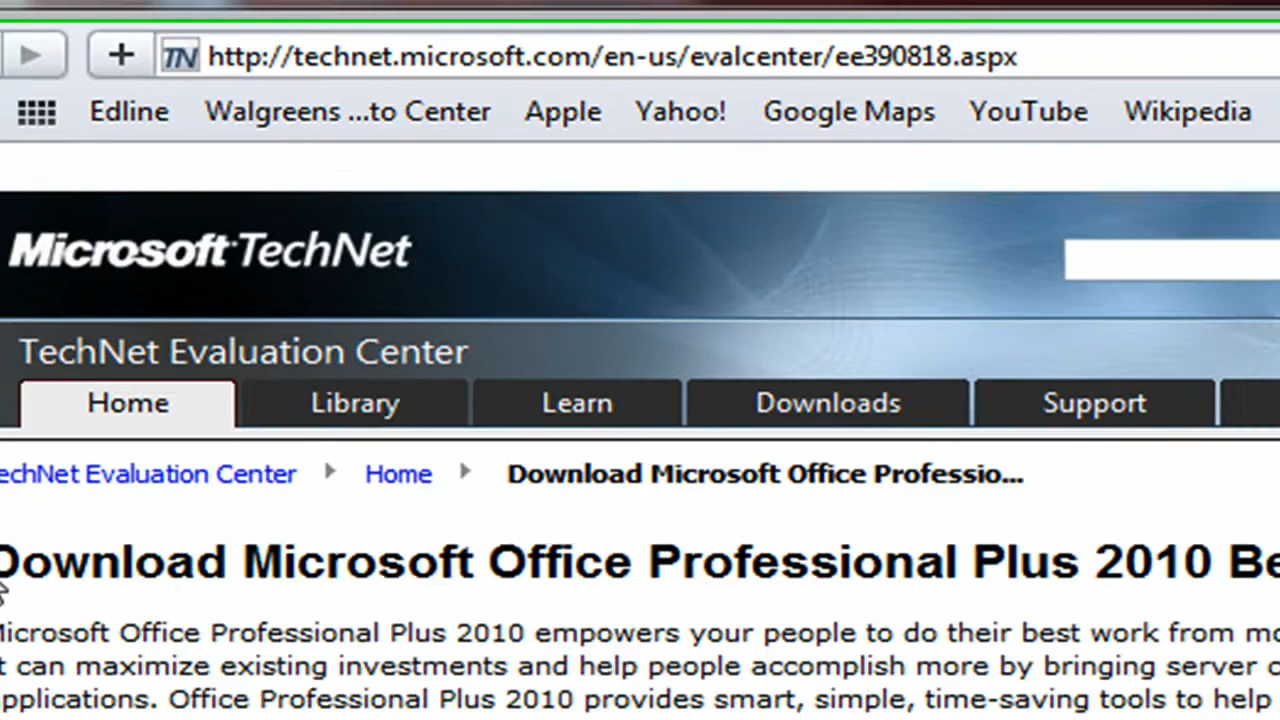 TN http://technet.microsoft.com/en-us/evalcenter/ee390818.aspx
Edline Walgreens ...to Center Apple Yahoo! Google Maps YouTube Wikipedia
Microsoft TechNet
TechNet Evaluation Center
Home Library Learn Downloads Support
echNet Evaluation Center Home Download Microsoft Office Professio...
Download Microsoft Office Professional Plus 2010 Be
Microsoft Office Professional Plus 2010 empowers your people to do their best work from mo
t can maximize existing investments and help people accomplish more by bringing server
applications. Office Professional Plus 2010 provides smart, simple, time-saving tools to help